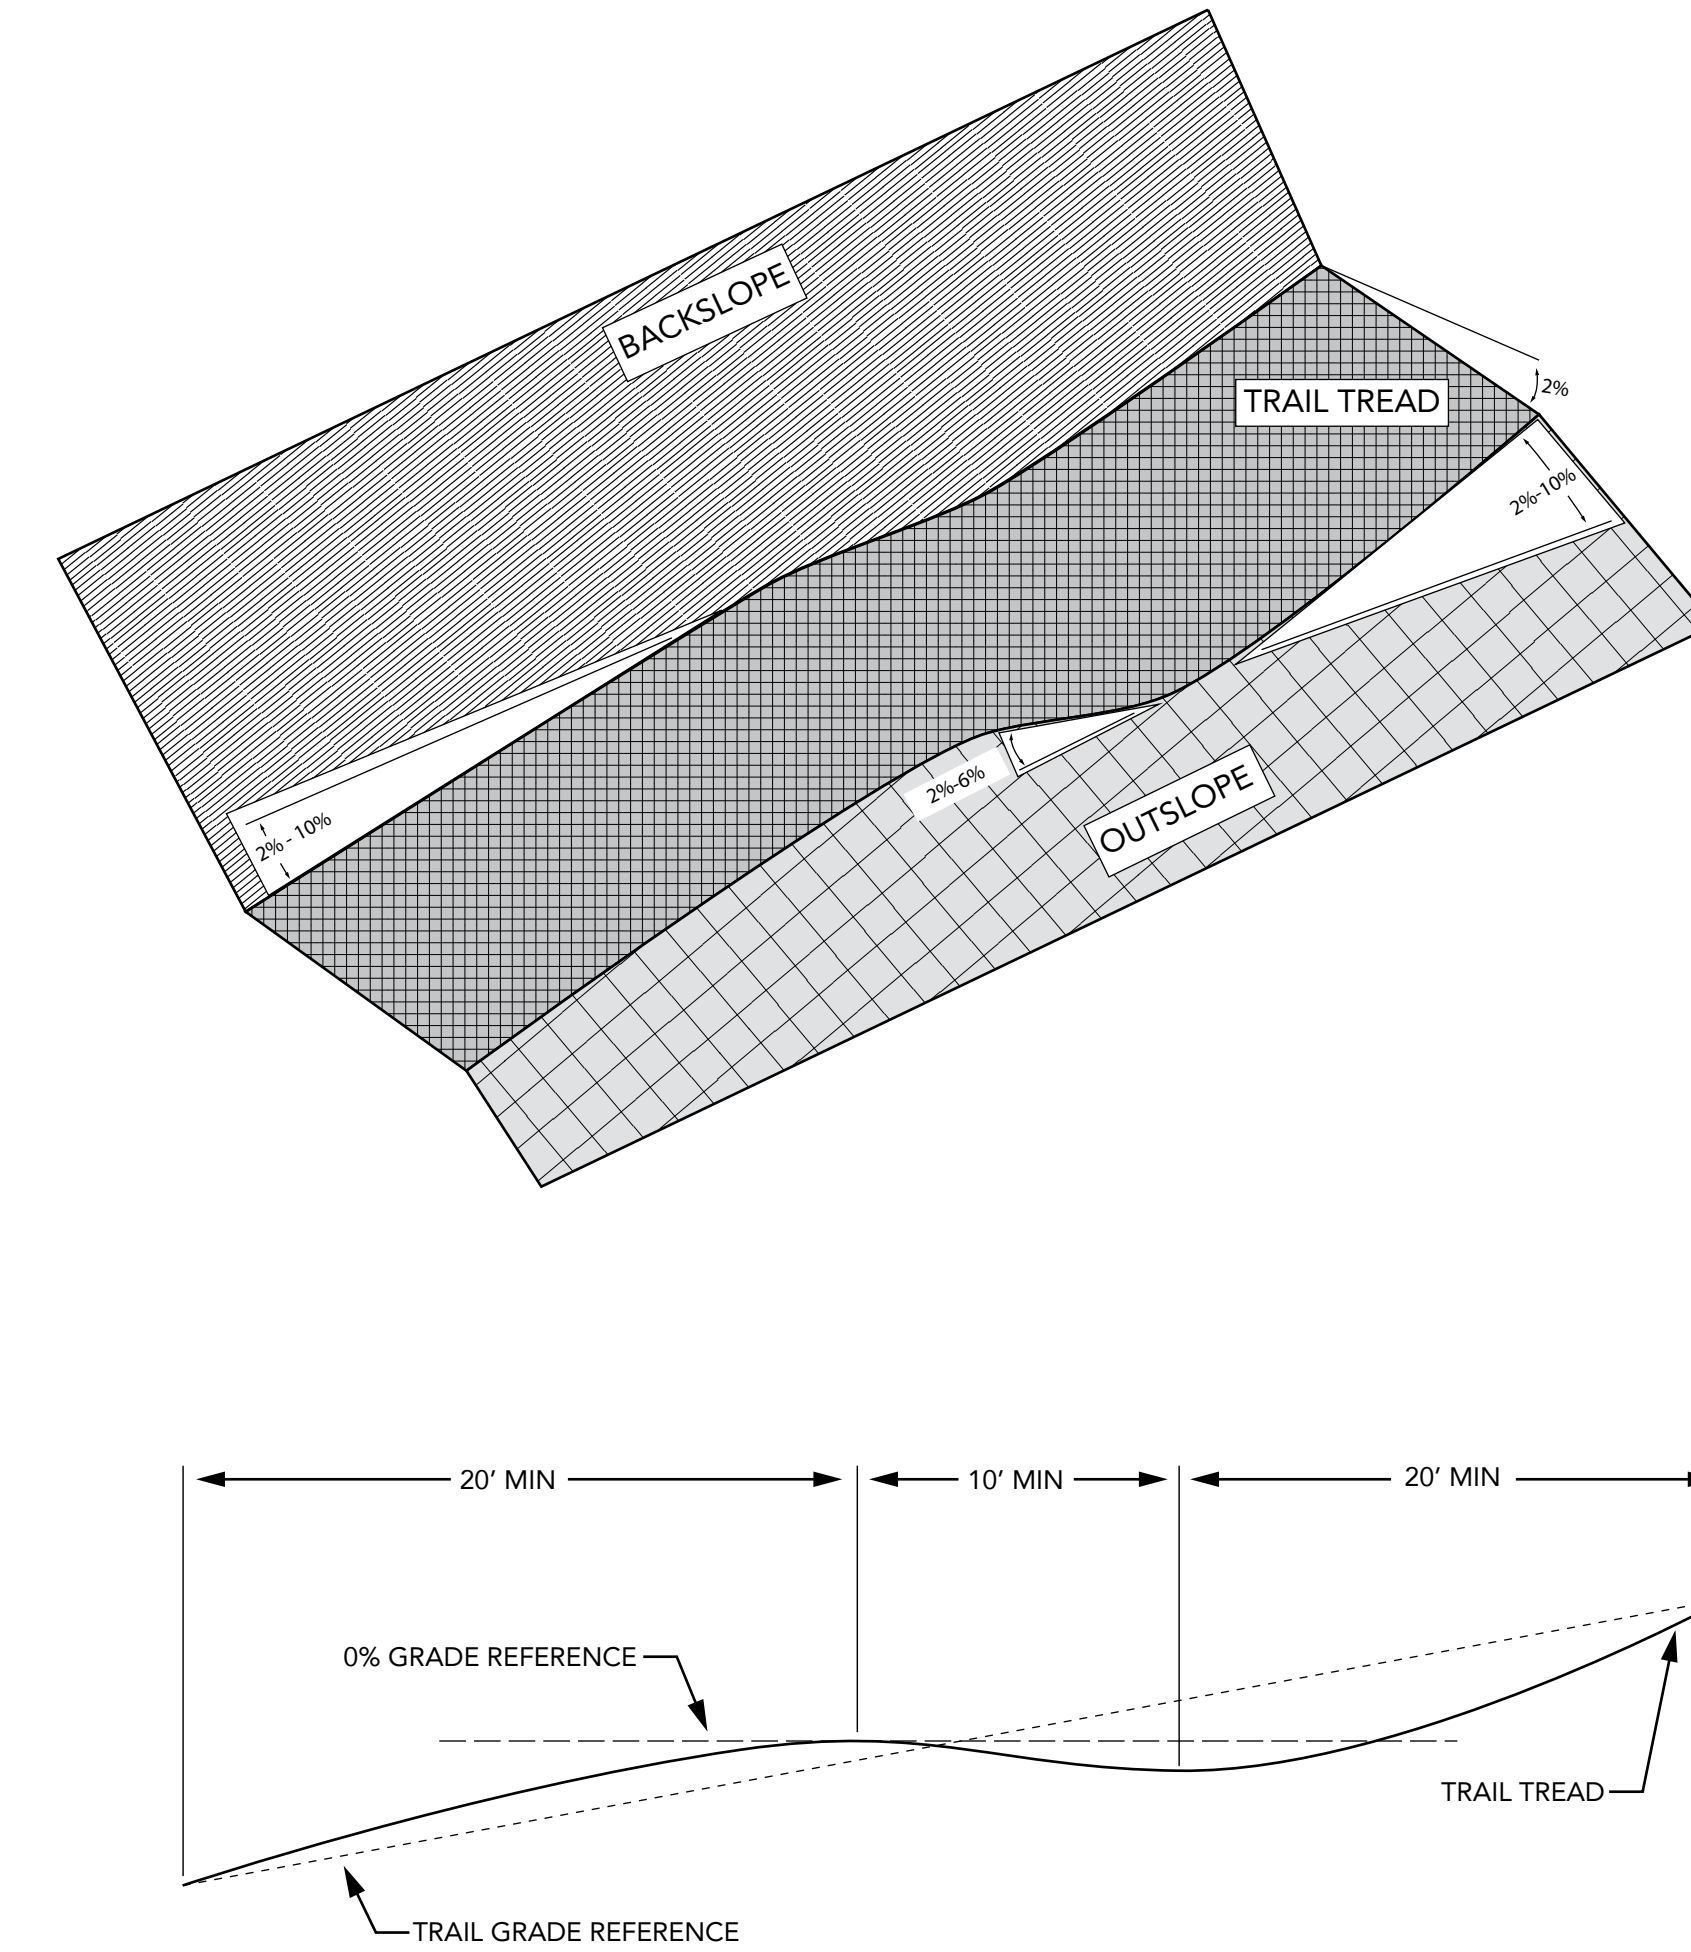 BACKSLOPE
TRAIL TREAD
2%
2%-10%
2%-6%
OUTSLOPE
2% - 10%
20’ MIN
10’ MIN
20’ MIN
0% GRADE REFERENCE
TRAIL TREAD
TRAIL GRADE REFERENCE